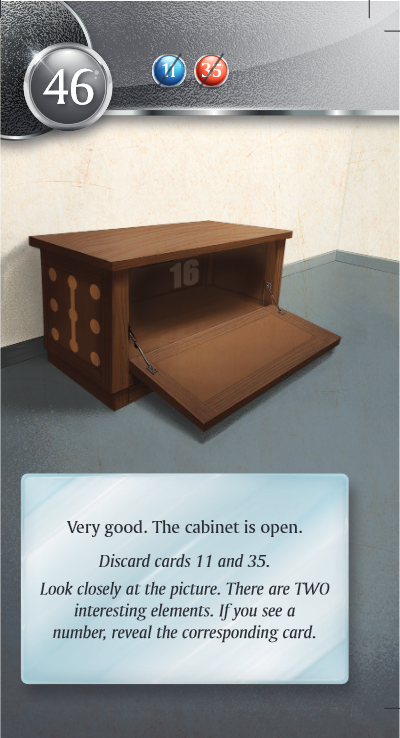 46
11 35
16
Very good. The cabinet is open.
Discard cards 11 and 35.
Look closely at the picture. There are TWO
interesting elements. If you see a
number, reveal the corresponding card.